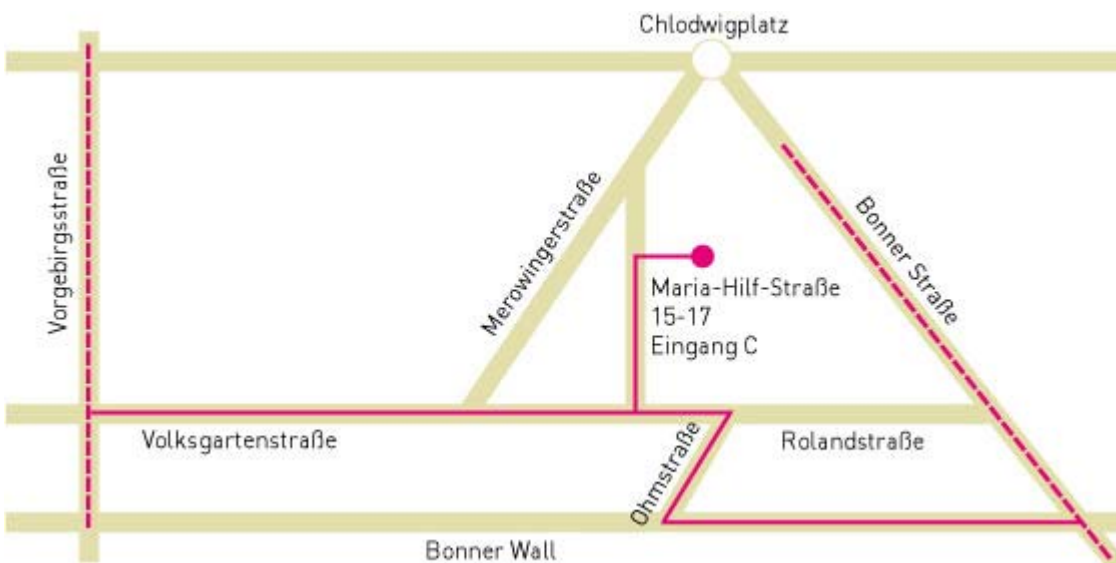 Chlodwigplatz
Vorgebirgsstraße
Merowingerstraße
Bonner Straße
Maria-Hilf-Straße
15-17
Eingang C
Volksgartenstraße
Ohmstraße
Rolandstraße
Bonner Wall